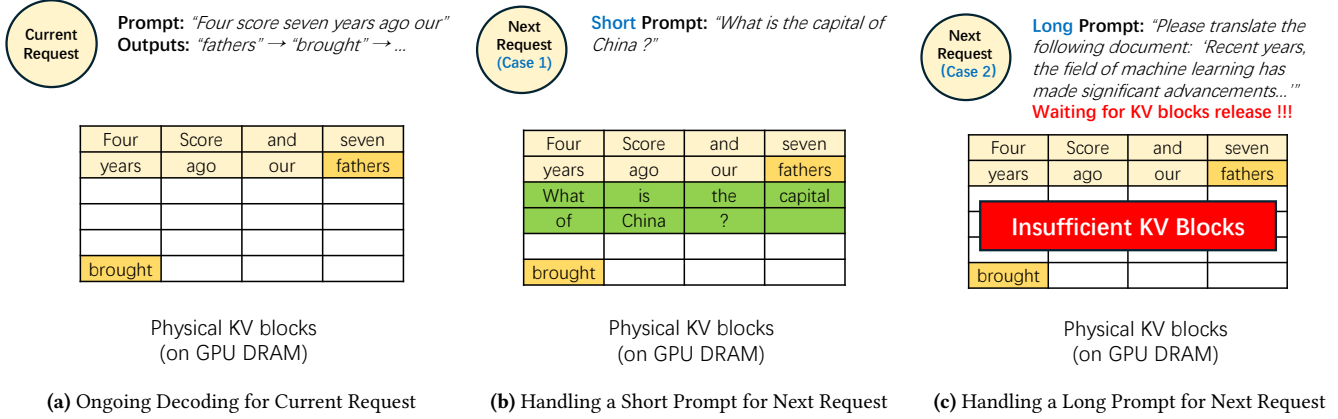 Current
Request
Prompt: “Four score seven years ago our”
Outputs: “fathers” → “brought” → ...
Four Score and seven
years ago our fathers
brought
Physical KV blocks
(on GPU DRAM)
(a) Ongoing Decoding for Current Request
Next
Request
(Case 1)
Short Prompt: “What is the capital of
China ?”
Four Score and seven
years ago our fathers
What is the capital
of China ?
brought
Physical KV blocks
(on GPU DRAM)
(b) Handling a Short Prompt for Next Request
Next
Request
(Case 2)
Long Prompt: “Please translate the
following document: ‘Recent years,
the field of machine learning has
made significant advancements...’”
Waiting for KV blocks release !!!
Four Score and seven
years ago our fathers
Insufficient KV Blocks
brought
Physical KV blocks
(on GPU DRAM)
(c) Handling a Long Prompt for Next Request